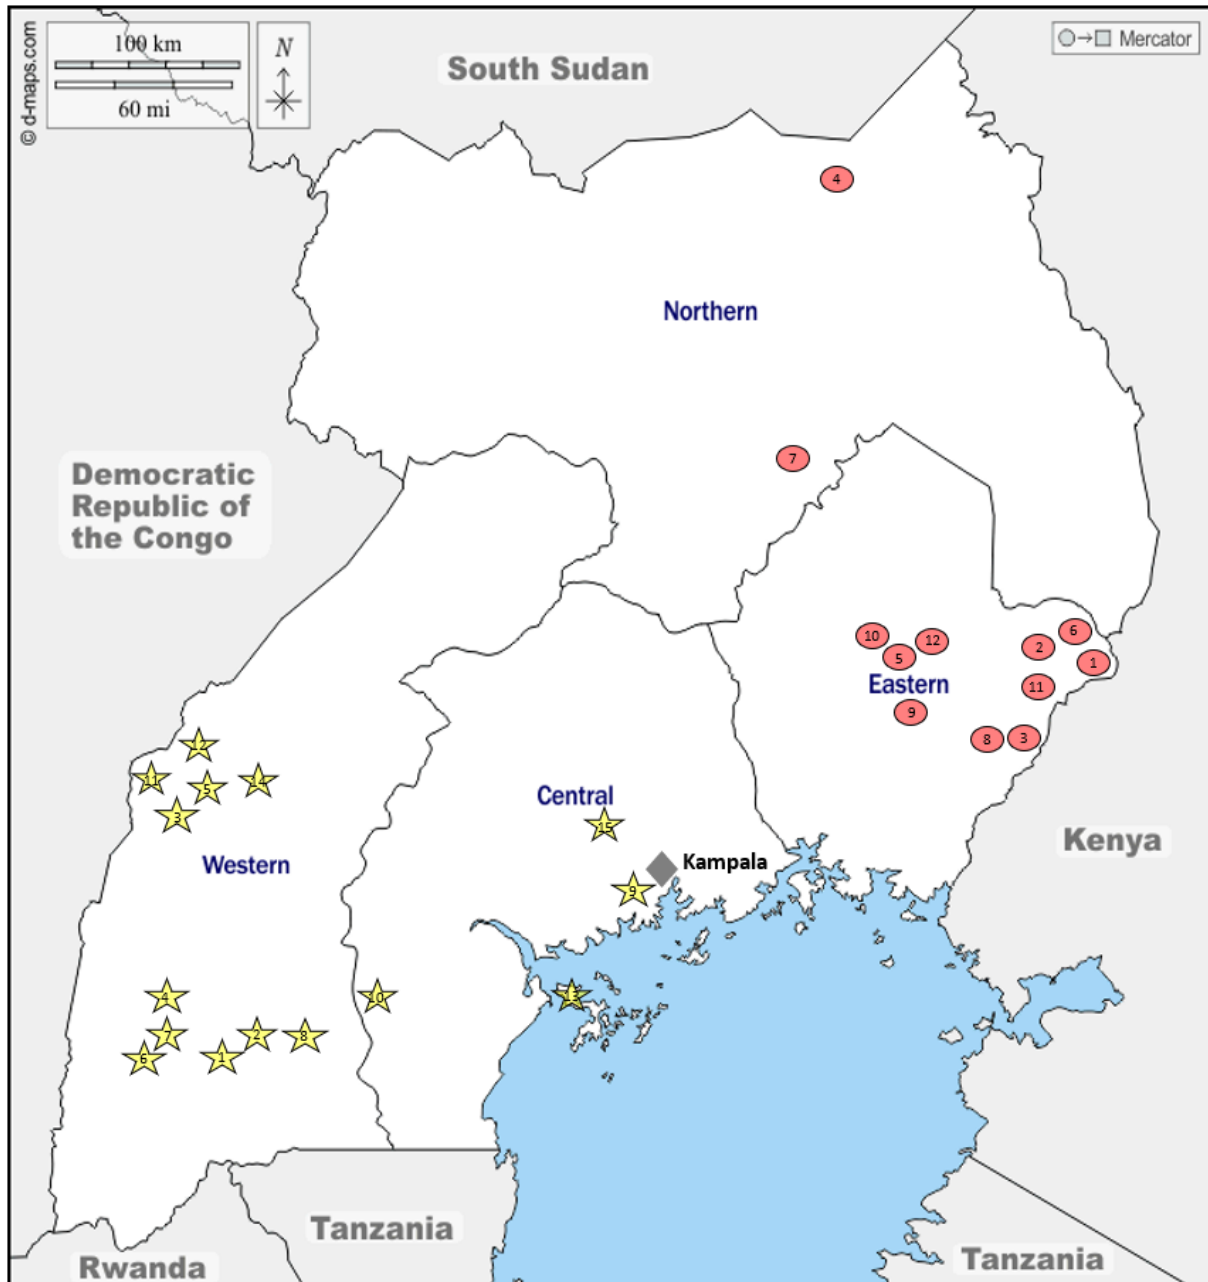 100 km
60 mi
N
© d-maps.com
Mercator
South Sudan
4
Northern
7
Democratic
Republic of
the Congo
10
12
5
6
2
1
Eastern
11
9
8
3
12
11
5
14
3
Western
Central
15
Kampala
9
Kenya
4
10
13
7
2
8
6
1
Tanzania
Rwanda
Tanzania